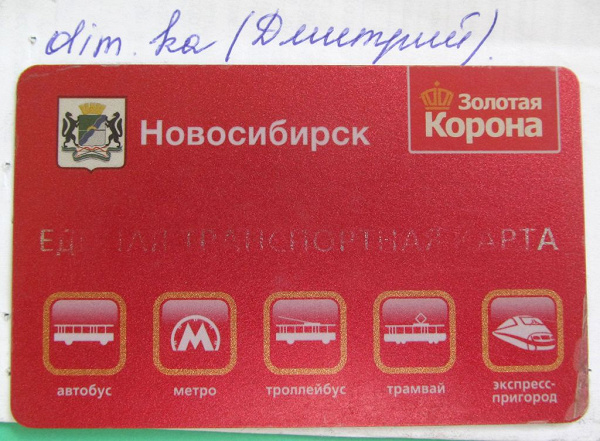 dim.ka (Дмитрий)
Золотая
Корона
Новосибирск
ЕДИНАЯ ТРАНСПОРТНАЯ КАРТА
автобус
метро
троллейбус
трамвай
экспресс-
пригород